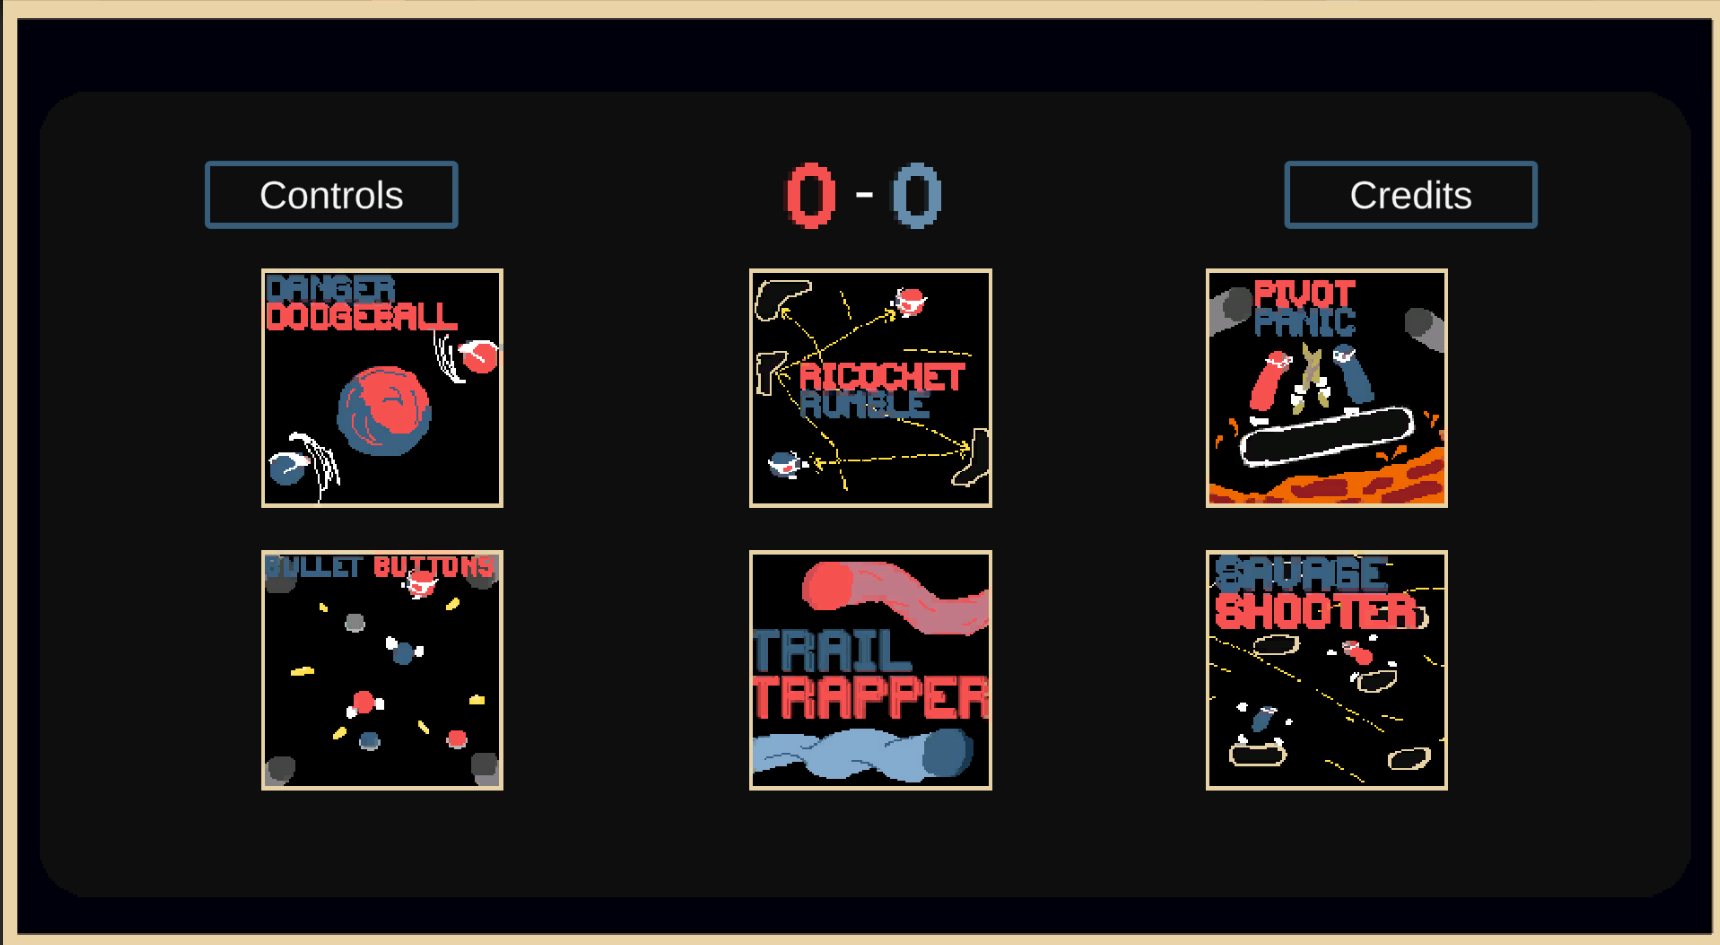 Controls
0 - 0
Credits
DANGER
DODGEBALL
RICOCHET
RUMBLE
PIVOT
PANIC
BULLET BUTTONS
TRAIL
TRAPPER
SAVAGE
SHOOTER